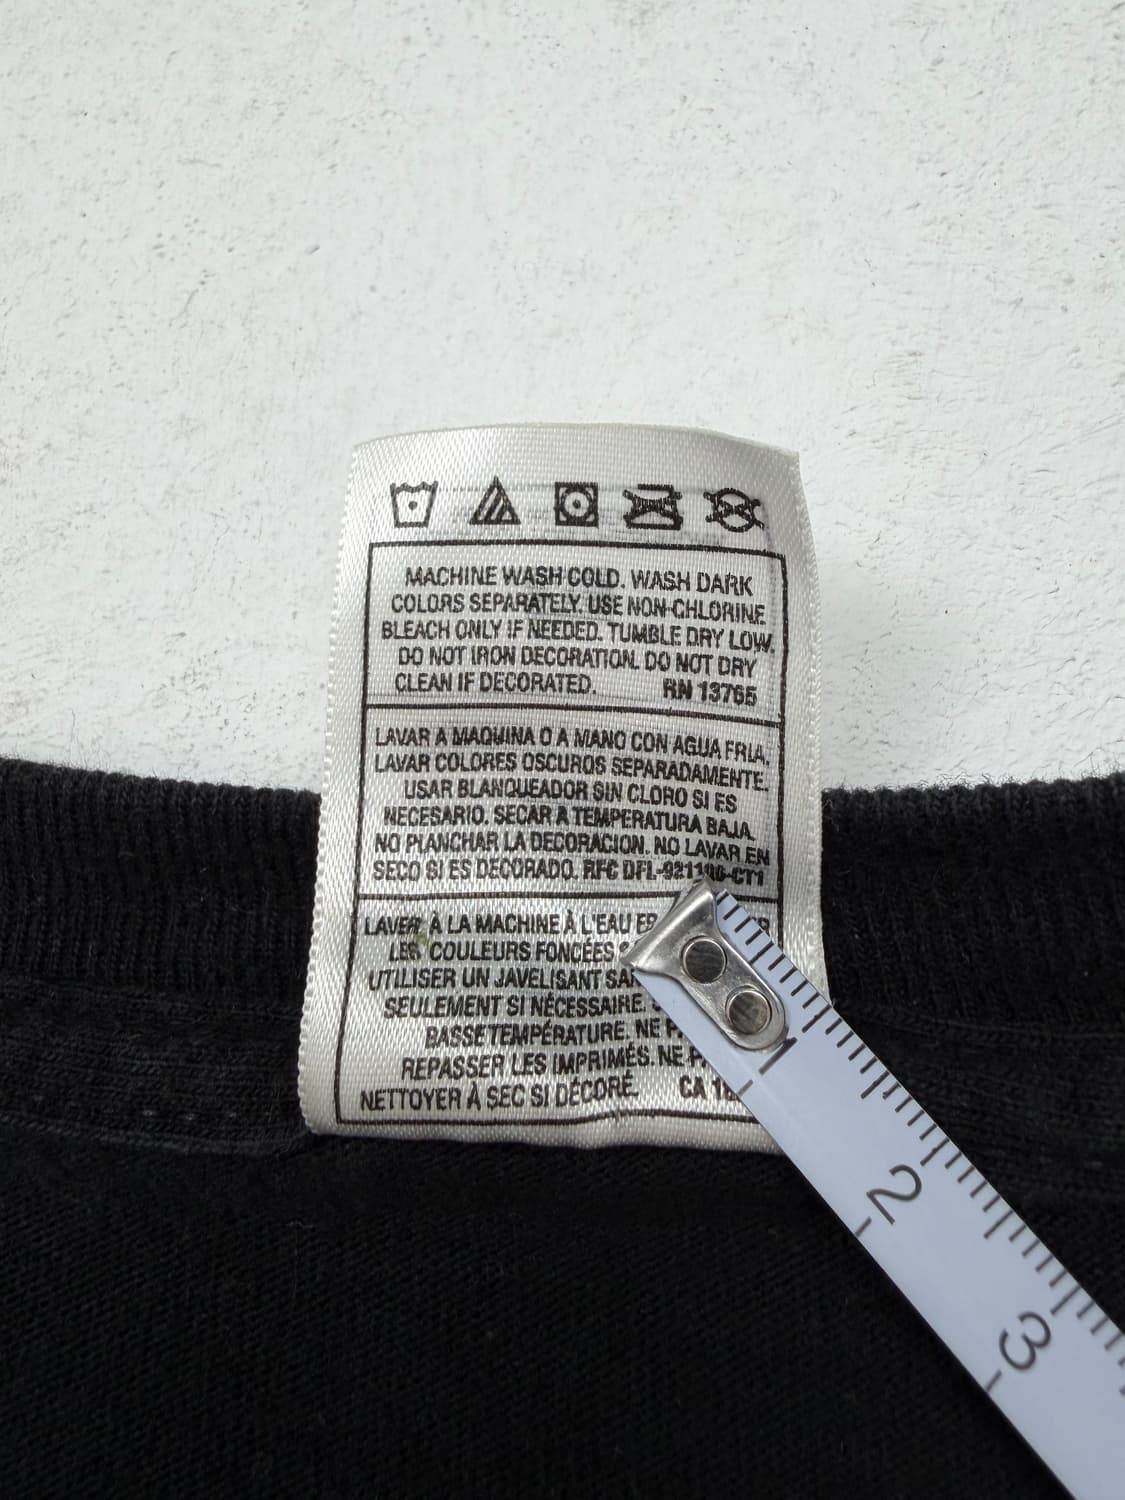 MACHINE WASH COLD. WASH DARK
COLORS SEPARATELY. USE NON-CHLORINE
BLEACH ONLY IF NEEDED. TUMBLE DRY LOW.
DO NOT IRON DECORATION. DO NOT DRY
CLEAN IF DECORATED. RN 13765
LAVAR A MAQUINA O A MANO CON AGUA FRIA.
LAVAR COLORES OSCUROS SEPARADAMENTE.
USAR BLANQUEADOR SIN CLORO SI ES
NECESARIO. SECAR A TEMPERATURA BAJA.
NO PLANCHAR LA DECORACION. NO LAVAR EN
SECO SI ES DECORADO. RFC
LAVER À LA MACHINE À L'EAU
LES COULEURS FONCÉES
UTILISER UN JAVELISANT
SEULEMENT SI NÉCESSAIRE.
BASSE TEMPÉRATURE. NE
REPASSER LES IMPRIMÉS. NE
NETTOYER À SEC SI DÉCORÉ. CA
1
2
3